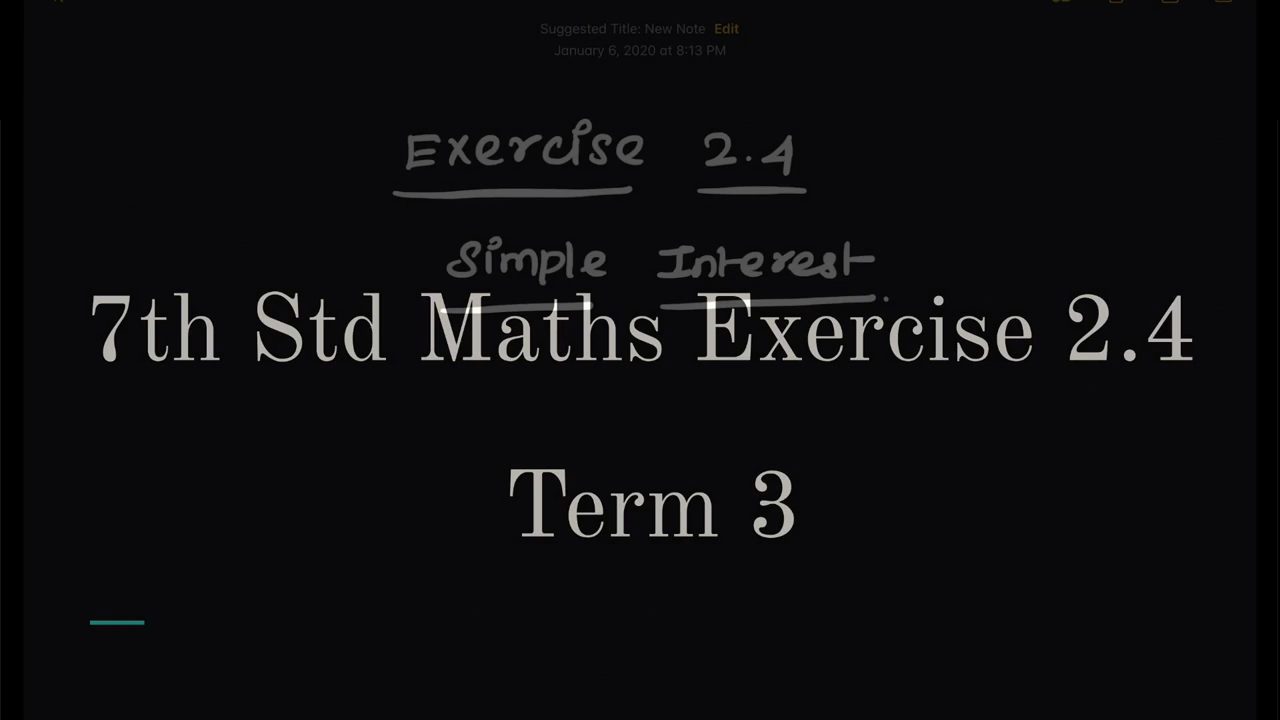 Suggested Title: New Note Edit
January 6, 2020 at 8:13 PM
Exercise 2.4
Simple Interest.
7th Std Maths Exercise 2.4
Term 3